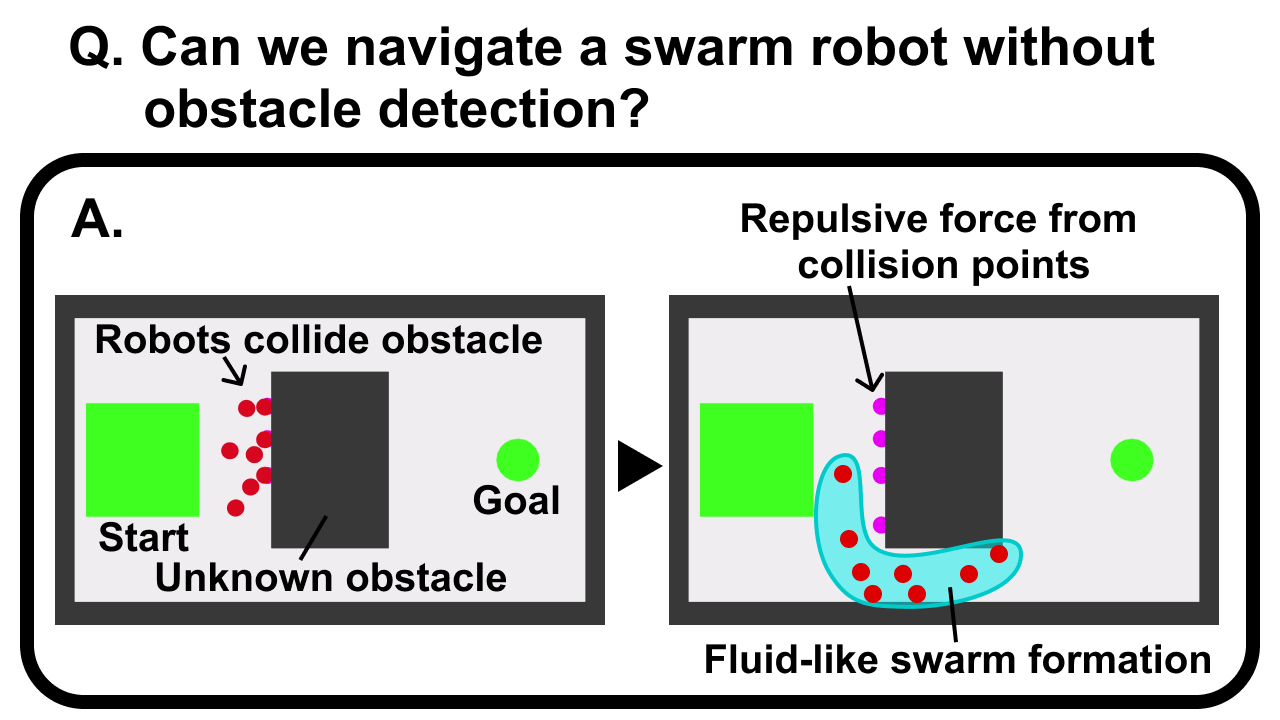 Q. Can we navigate a swarm robot without
obstacle detection?
A.
Robots collide obstacle
Start
Goal
Unknown obstacle
Repulsive force from
collision points
Fluid-like swarm formation